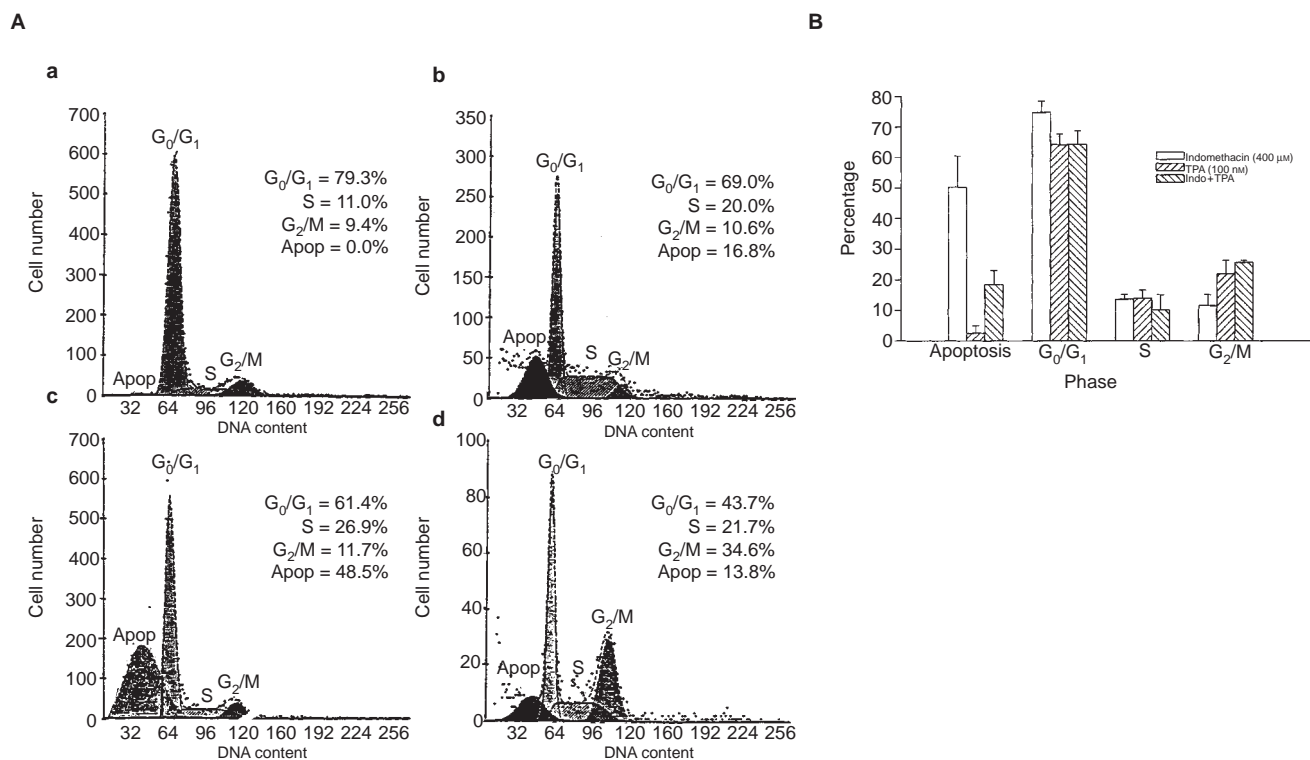 A
a
700
600
500
400
300
200
100
0
Cell number
G0/G1
G0/G1 = 79.3%
S = 11.0%
G2/M = 9.4%
Apop = 0.0%
Apop
S
G2/M
32 64 96 120 160 192 224 256
DNA content
b
350
300
250
200
150
100
50
0
Cell number
G0/G1
G0/G1 = 69.0%
S = 20.0%
G2/M = 10.6%
Apop = 16.8%
Apop
S
G2/M
32 64 96 120 160 192 224 256
DNA content
c
700
600
500
400
300
200
100
0
Cell number
G0/G1
G0/G1 = 61.4%
S = 26.9%
G2/M = 11.7%
Apop = 48.5%
Apop
S
G2/M
32 64 96 120 160 192 224 256
DNA content
d
100
80
60
40
20
0
Cell number
G0/G1
G0/G1 = 43.7%
S = 21.7%
G2/M = 34.6%
Apop = 13.8%
Apop
S
G2/M
32 64 96 120 160 192 224 256
DNA content
B
80
70
60
50
40
30
20
10
0
Percentage
Indomethacin (400 μM)
TPA (100 nM)
Indo+TPA
Apoptosis G0/G1 S G2/M
Phase